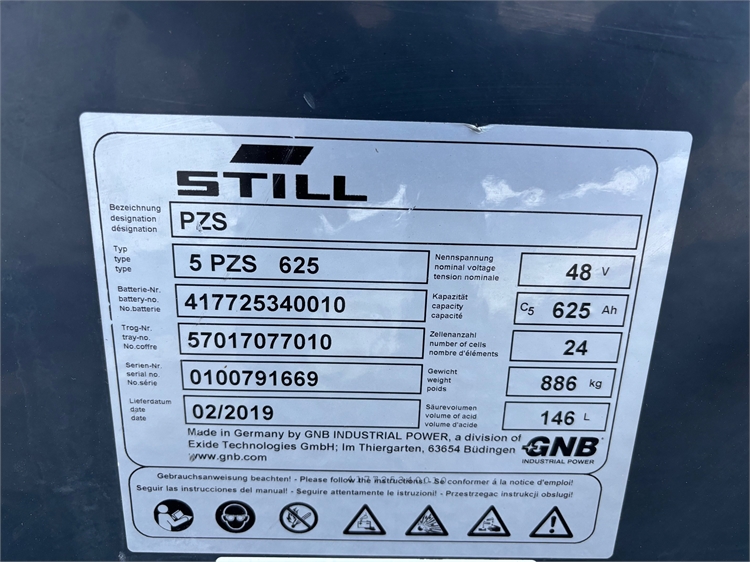 STILL
Bezeichnung
designation
désignation
PZS
Typ
type
type
5 PZS 625
Nennspannung
nominal voltage
tension nominale
48 V
Batterie-Nr.
battery-no.
No.batterie
417725340010
Kapazität
capacity
capacité
C5 625 Ah
Trog-Nr.
tray-no.
No.coffre
57017077010
Zellenanzahl
number of cells
nombre d'éléments
24
Serien-Nr.
serial no.
No.série
0100791669
Gewicht
weight
poids
886 kg
Lieferdatum
date
date
02/2019
Säurevolumen
volume of acid
volume d'acide
146 L
Made in Germany by GNB INDUSTRIAL POWER, a division of
Exide Technologies GmbH; Im Thiergarten, 63654 Büdingen
www.gnb.com
GNB
INDUSTRIAL POWER
Gebrauchsanweisung beachten! - Please follow the instructions! - Se conformer á la notice d'emploi!
Seguir las instrucciones del manual! - Seguire attentamente le istruzioni! - Przestrzegac instrukcji obslugi!